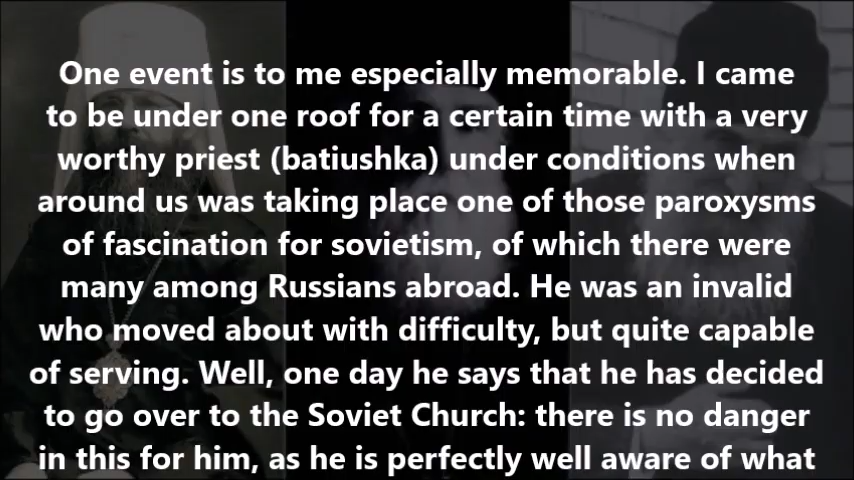 One event is to me especially memorable. I came
to be under one roof for a certain time with a very
worthy priest (batiushka) under conditions when
around us was taking place one of those paroxysms
of fascination for sovietism, of which there were
many among Russians abroad. He was an invalid
who moved about with difficulty, but quite capable
of serving. Well, one day he says that he has decided
to go over to the Soviet Church: there is no danger
in this for him, as he is perfectly well aware of what